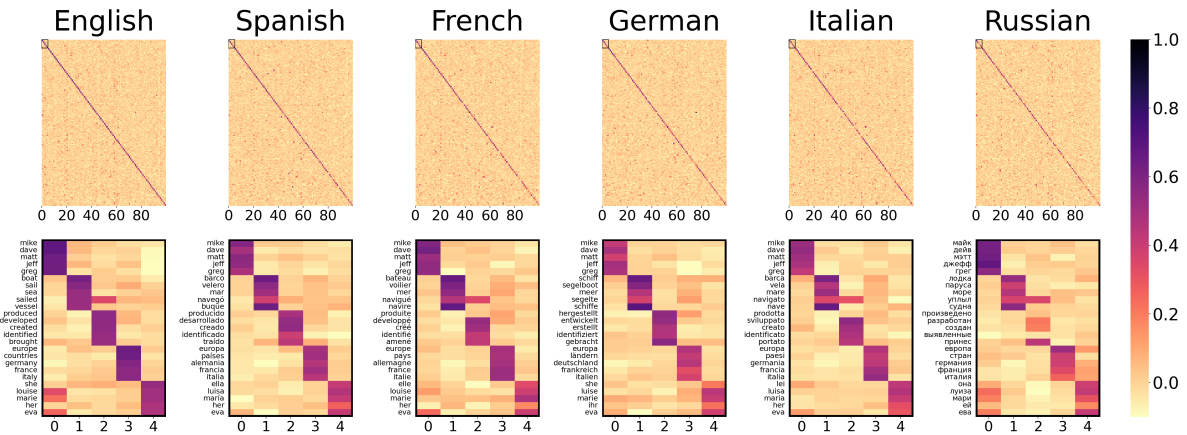 English Spanish French German Italian Russian
0 20 40 60 80 0 20 40 60 80 0 20 40 60 80 0 20 40 60 80 0 20 40 60 80 0 20 40 60 80
1.0
0.8
0.6
0.4
0.2
0.0
mike
dave
matt
jeff
greg
boat
sail
sea
sailed
vessel
produced
developed
created
identified
brought
europe
countries
germany
france
italy
she
louise
maria
her
eva
0 1 2 3 4
mike
dave
matt
jeff
greg
barco
velero
mar
navegó
buque
producido
desarrollado
creado
identificado
traído
europa
países
alemania
francia
italia
ella
luisa
maria
her
eva
0 1 2 3 4
mike
dave
matt
jeff
greg
bateau
voilier
mer
navigué
navire
produite
développé
créé
identifié
amené
europe
pays
allemagne
france
italie
elle
louise
marie
her
eva
0 1 2 3 4
mike
dave
matt
jeff
greg
schiff
segelboot
meer
segelte
schiffe
hergestellt
entwickelt
erstellt
identifiziert
gebracht
europa
ländern
deutschland
frankreich
italien
she
luise
maria
ihr
eva
0 1 2 3 4
mike
dave
matt
jeff
greg
barca
vela
mare
navigato
nave
prodotta
sviluppato
creato
identificato
portato
europa
paesi
germania
francia
italia
lei
luisa
maria
her
eva
0 1 2 3 4
майк
дейв
мэтт
джефф
грег
лодка
паруса
море
уплыл
судна
произведено
разработан
создан
выявленные
принес
европа
стран
германия
франция
италия
она
луиза
мари
ей
ева
0 1 2 3 4